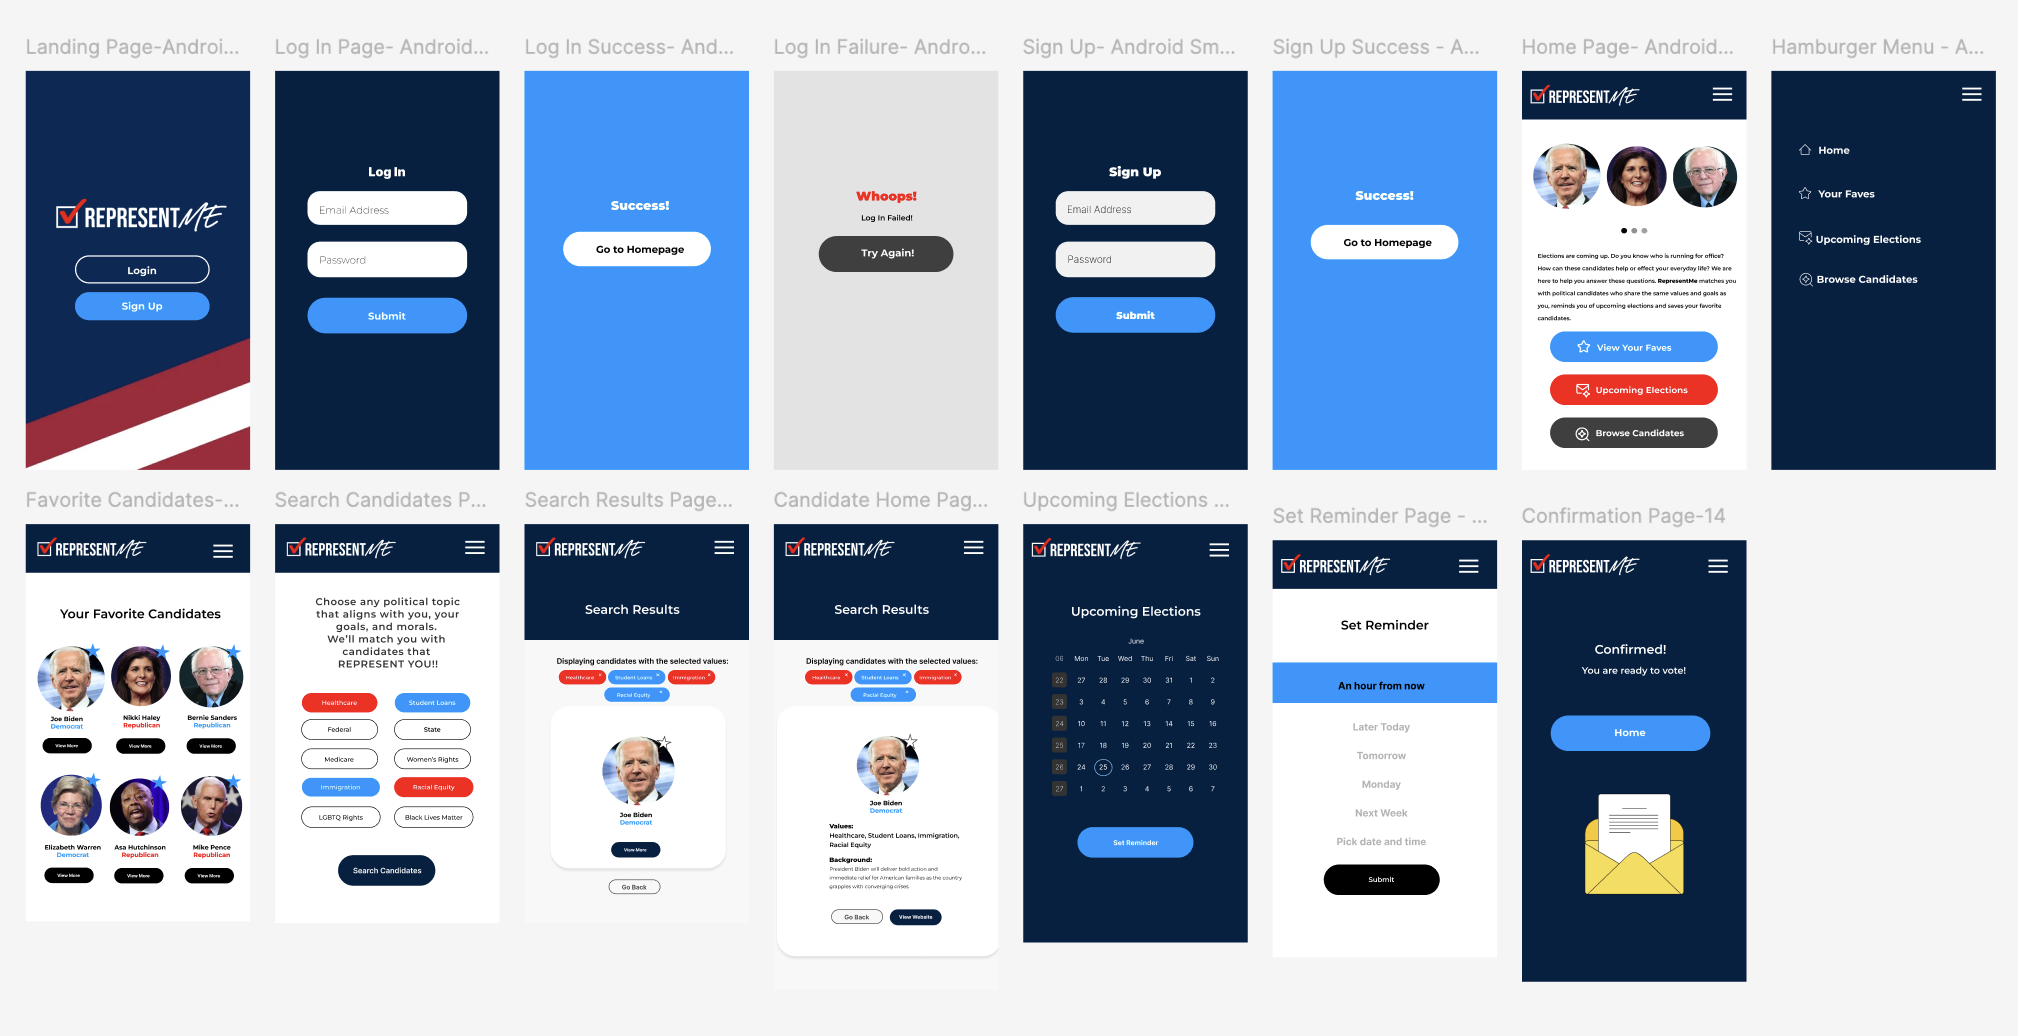 Landing Page-Androi...
Log In Page- Android...
Log In Success- And...
Log In Failure- Andro...
Sign Up- Android Sm...
Sign Up Success - A...
Home Page- Android...
Hamburger Menu - A...
REPRESENTME
Login
Sign Up
Log In
Email Address
Password
Submit
Success!
Go to Homepage
Whoops!
Log In Failed!
Try Again!
Sign Up
Email Address
Password
Submit
Success!
Go to Homepage
REPRESENTME
Elections are coming up. Do you know who is running for office?
How can these candidates help or effect your everyday life? We are
here to help you answer these questions. RepresentMe matches you
with political candidates who share the same values and goals as
you, reminds you of upcoming elections and saves your favorite
candidates.
View Your Faves
Upcoming Elections
Browse Candidates
Home
Your Faves
Upcoming Elections
Browse Candidates
Favorite Candidates-...
Search Candidates P...
Search Results Page...
Candidate Home Pag...
Upcoming Elections ...
Set Reminder Page - ...
Confirmation Page-14
REPRESENTME
Your Favorite Candidates
Joe Biden
Democrat
View More
Nikki Haley
Republican
View More
Bernie Sanders
Republican
View More
Elizabeth Warren
Democrat
View More
Asa Hutchinson
Republican
View More
Mike Pence
Republican
View More
REPRESENTME
Choose any political topic
that aligns with you, your
goals, and morals.
We'll match you with
candidates that
REPRESENT YOU!!
Healthcare Student Loans
Federal State
Medicare Women's Rights
Immigration Racial Equity
LGBTQ Rights Black Lives Matter
Search Candidates
REPRESENTME
Search Results
Displaying candidates with the selected values:
Healthcare × Student Loans × Immigration ×
Racial Equity ×
Joe Biden
Democrat
View More
Go Back
REPRESENTME
Search Results
Displaying candidates with the selected values:
Healthcare × Student Loans × Immigration ×
Racial Equity ×
Joe Biden
Democrat
Values:
Healthcare, Student Loans, Immigration,
Racial Equity
Background:
President Biden will deliver bold action and
immediate relief for American families as the country
grapples with converging crises.
Go Back View Website
REPRESENTME
Upcoming Elections
June
06 Mon Tue Wed Thu Fri Sat Sun
22 27 28 29 30 31 1 2
23 3 4 5 6 7 8 9
24 10 11 12 13 14 15 16
25 17 18 19 20 21 22 23
26 24 25 26 27 28 29 30
27 1 2 3 4 5 6 7
Set Reminder
REPRESENTME
Set Reminder
An hour from now
Later Today
Tomorrow
Monday
Next Week
Pick date and time
Submit
REPRESENTME
Confirmed!
You are ready to vote!
Home